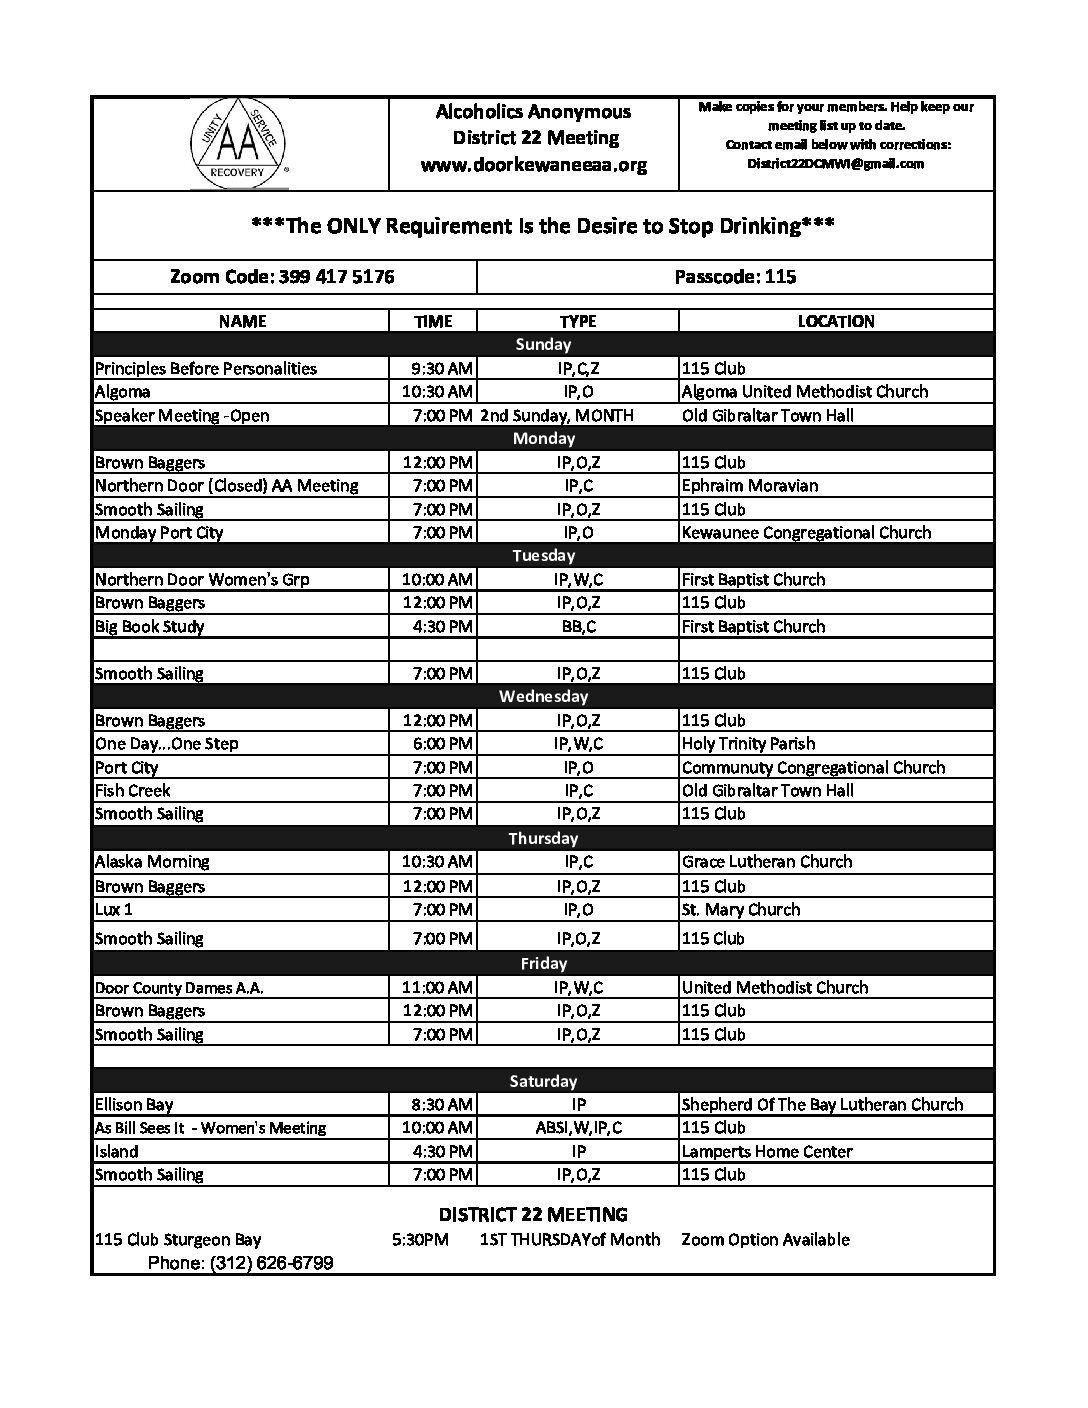 UNITY SERVICE
AA
RECOVERY
®
Alcoholics Anonymous
District 22 Meeting
www.doorkewaneeaa.org
Make copies for your members. Help keep our
meeting list up to date.
Contact email below with corrections:
District22DCMWI@gmail.com
***The ONLY Requirement Is the Desire to Stop Drinking***
Zoom Code: 399 417 5176 Passcode: 115
NAME TIME TYPE LOCATION
Sunday
Principles Before Personalities 9:30 AM IP,C,Z 115 Club
Algoma 10:30 AM IP,O Algoma United Methodist Church
Speaker Meeting -Open 7:00 PM 2nd Sunday, MONTH Old Gibraltar Town Hall
Monday
Brown Baggers 12:00 PM IP,O,Z 115 Club
Northern Door (Closed) AA Meeting 7:00 PM IP,C Ephraim Moravian
Smooth Sailing 7:00 PM IP,O,Z 115 Club
Monday Port City 7:00 PM IP,O Kewaunee Congregational Church
Tuesday
Northern Door Women's Grp 10:00 AM IP,W,C First Baptist Church
Brown Baggers 12:00 PM IP,O,Z 115 Club
Big Book Study 4:30 PM BB,C First Baptist Church
Smooth Sailing 7:00 PM IP,O,Z 115 Club
Wednesday
Brown Baggers 12:00 PM IP,O,Z 115 Club
One Day...One Step 6:00 PM IP,W,C Holy Trinity Parish
Port City 7:00 PM IP,O Communuty Congregational Church
Fish Creek 7:00 PM IP,C Old Gibraltar Town Hall
Smooth Sailing 7:00 PM IP,O,Z 115 Club
Thursday
Alaska Morning 10:30 AM IP,C Grace Lutheran Church
Brown Baggers 12:00 PM IP,O,Z 115 Club
Lux 1 7:00 PM IP,O St. Mary Church
Smooth Sailing 7:00 PM IP,O,Z 115 Club
Friday
Door County Dames A.A. 11:00 AM IP,W,C United Methodist Church
Brown Baggers 12:00 PM IP,O,Z 115 Club
Smooth Sailing 7:00 PM IP,O,Z 115 Club
Saturday
Ellison Bay 8:30 AM IP Shepherd Of The Bay Lutheran Church
As Bill Sees It - Women's Meeting 10:00 AM ABSI,W,IP,C 115 Club
Island 4:30 PM IP Lamperts Home Center
Smooth Sailing 7:00 PM IP,O,Z 115 Club
DISTRICT 22 MEETING
115 Club Sturgeon Bay 5:30PM 1ST THURSDAYof Month Zoom Option Available
Phone: (312) 626-6799